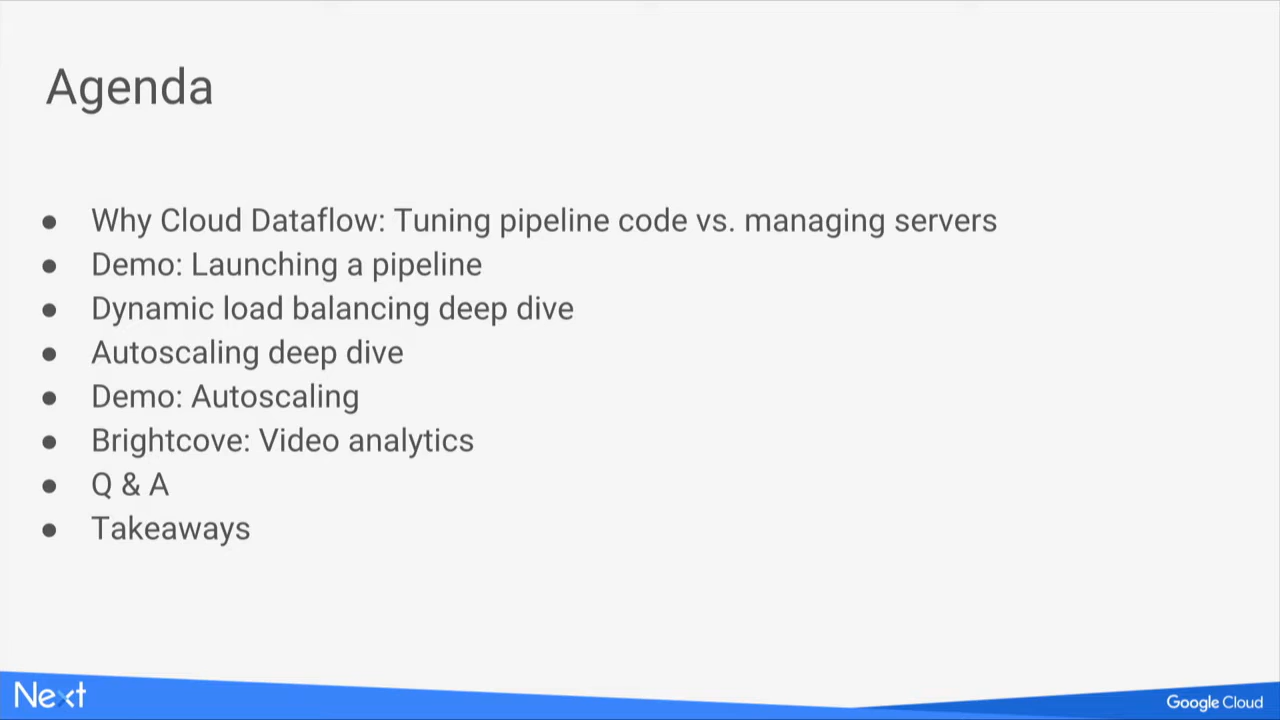 Agenda
● Why Cloud Dataflow: Tuning pipeline code vs. managing servers
● Demo: Launching a pipeline
● Dynamic load balancing deep dive
● Autoscaling deep dive
● Demo: Autoscaling
● Brightcove: Video analytics
● Q & A
● Takeaways
Next
Google Cloud